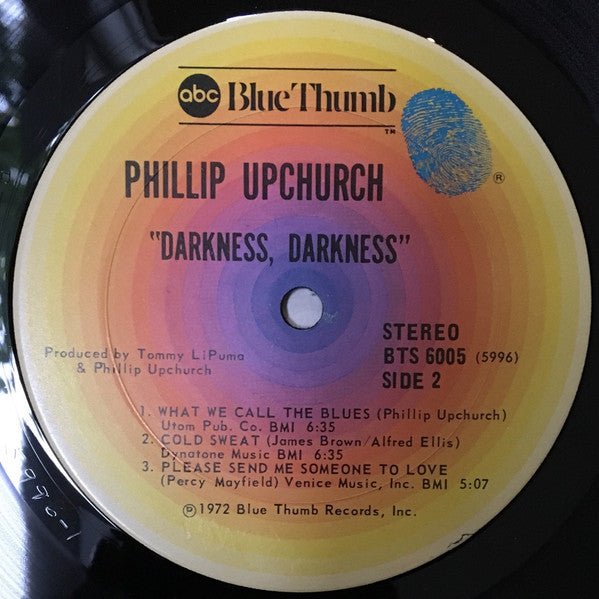 abc Blue Thumb
TM
®
PHILLIP UPCHURCH
"DARKNESS, DARKNESS"
STEREO
BTS 6005 (5996)
SIDE 2
Produced by Tommy LiPuma
& Phillip Upchurch
1. WHAT WE CALL THE BLUES (Phillip Upchurch)
Utom Pub. Co. BMI 6:35
2. COLD SWEAT (James Brown/Alfred Ellis)
Dynatone Music BMI 6:35
3. PLEASE SEND ME SOMEONE TO LOVE
(Percy Mayfield) Venice Music, Inc. BMI 5:07
℗1972 Blue Thumb Records, Inc.